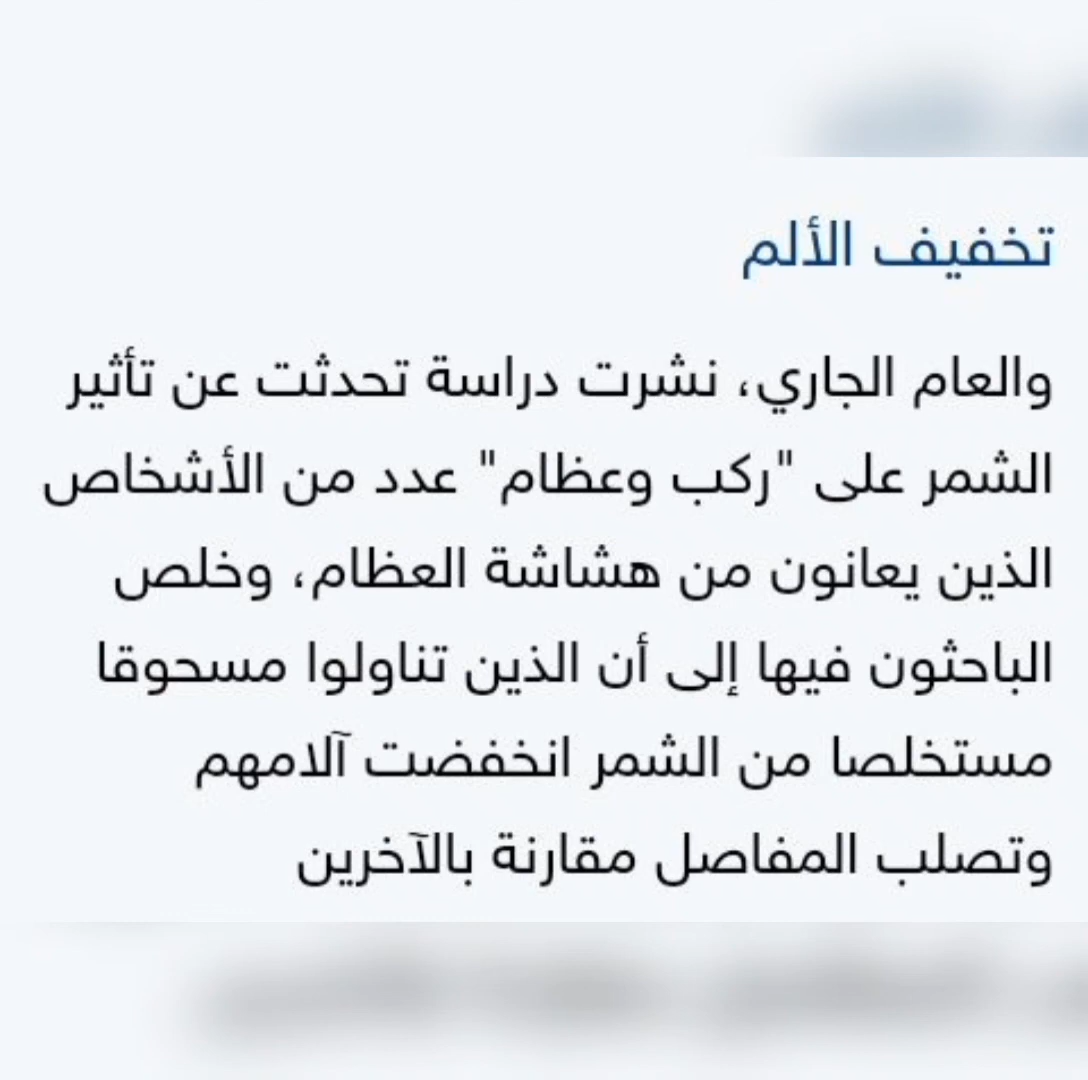 تخفيف الألم
والعام الجاري، نشرت دراسة تحدثت عن تأثير
الشمر على "ركب وعظام" عدد من الأشخاص
الذين يعانون من هشاشة العظام، وخلص
الباحثون فيها إلى أن الذين تناولوا مسحوقا
مستخلصا من الشمر انخفضت آلامهم
وتصلب المفاصل مقارنة بالآخرين